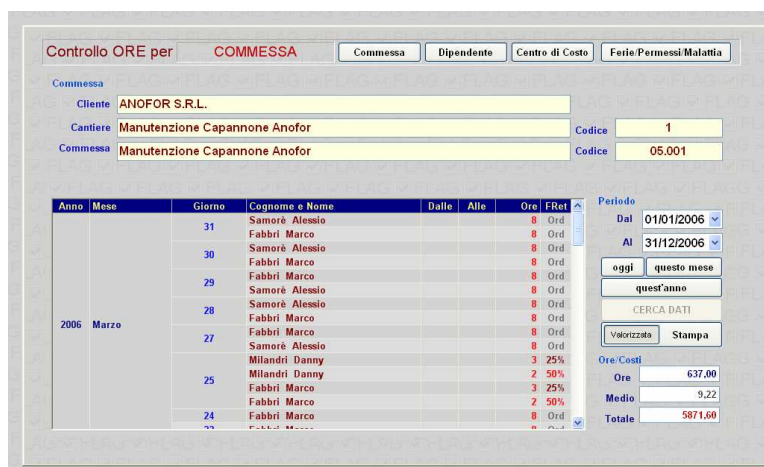 Controllo ORE per COMMESSA Commessa Dipendente Centro di Costo Ferie/Permessi/Malattia
Commessa
Cliente ANOFOR S.R.L.
Cantiere Manutenzione Capannone Anofor Codice 1
Commessa Manutenzione Capannone Anofor Codice 05.001
Anno Mese Giorno Cognome e Nome Dalle Alle Ore FRet
2006 Marzo
31 Samorè Alessio 8 Ord
Fabbri Marco 8 Ord
30 Samorè Alessio 8 Ord
Fabbri Marco 8 Ord
29 Fabbri Marco 8 Ord
Samorè Alessio 8 Ord
28 Samorè Alessio 8 Ord
Fabbri Marco 8 Ord
27 Fabbri Marco 8 Ord
Samorè Alessio 8 Ord
25 Milandri Danny 3 25%
Milandri Danny 2 50%
Fabbri Marco 3 25%
Fabbri Marco 2 50%
24 Fabbri Marco 8 Ord
Periodo
Dal 01/01/2006
Al 31/12/2006
oggi questo mese
quest'anno
CERCA DATI
Valorizzata Stampa
Ore/Costi
Ore 637,00
Medio 9,22
Totale 5871,60